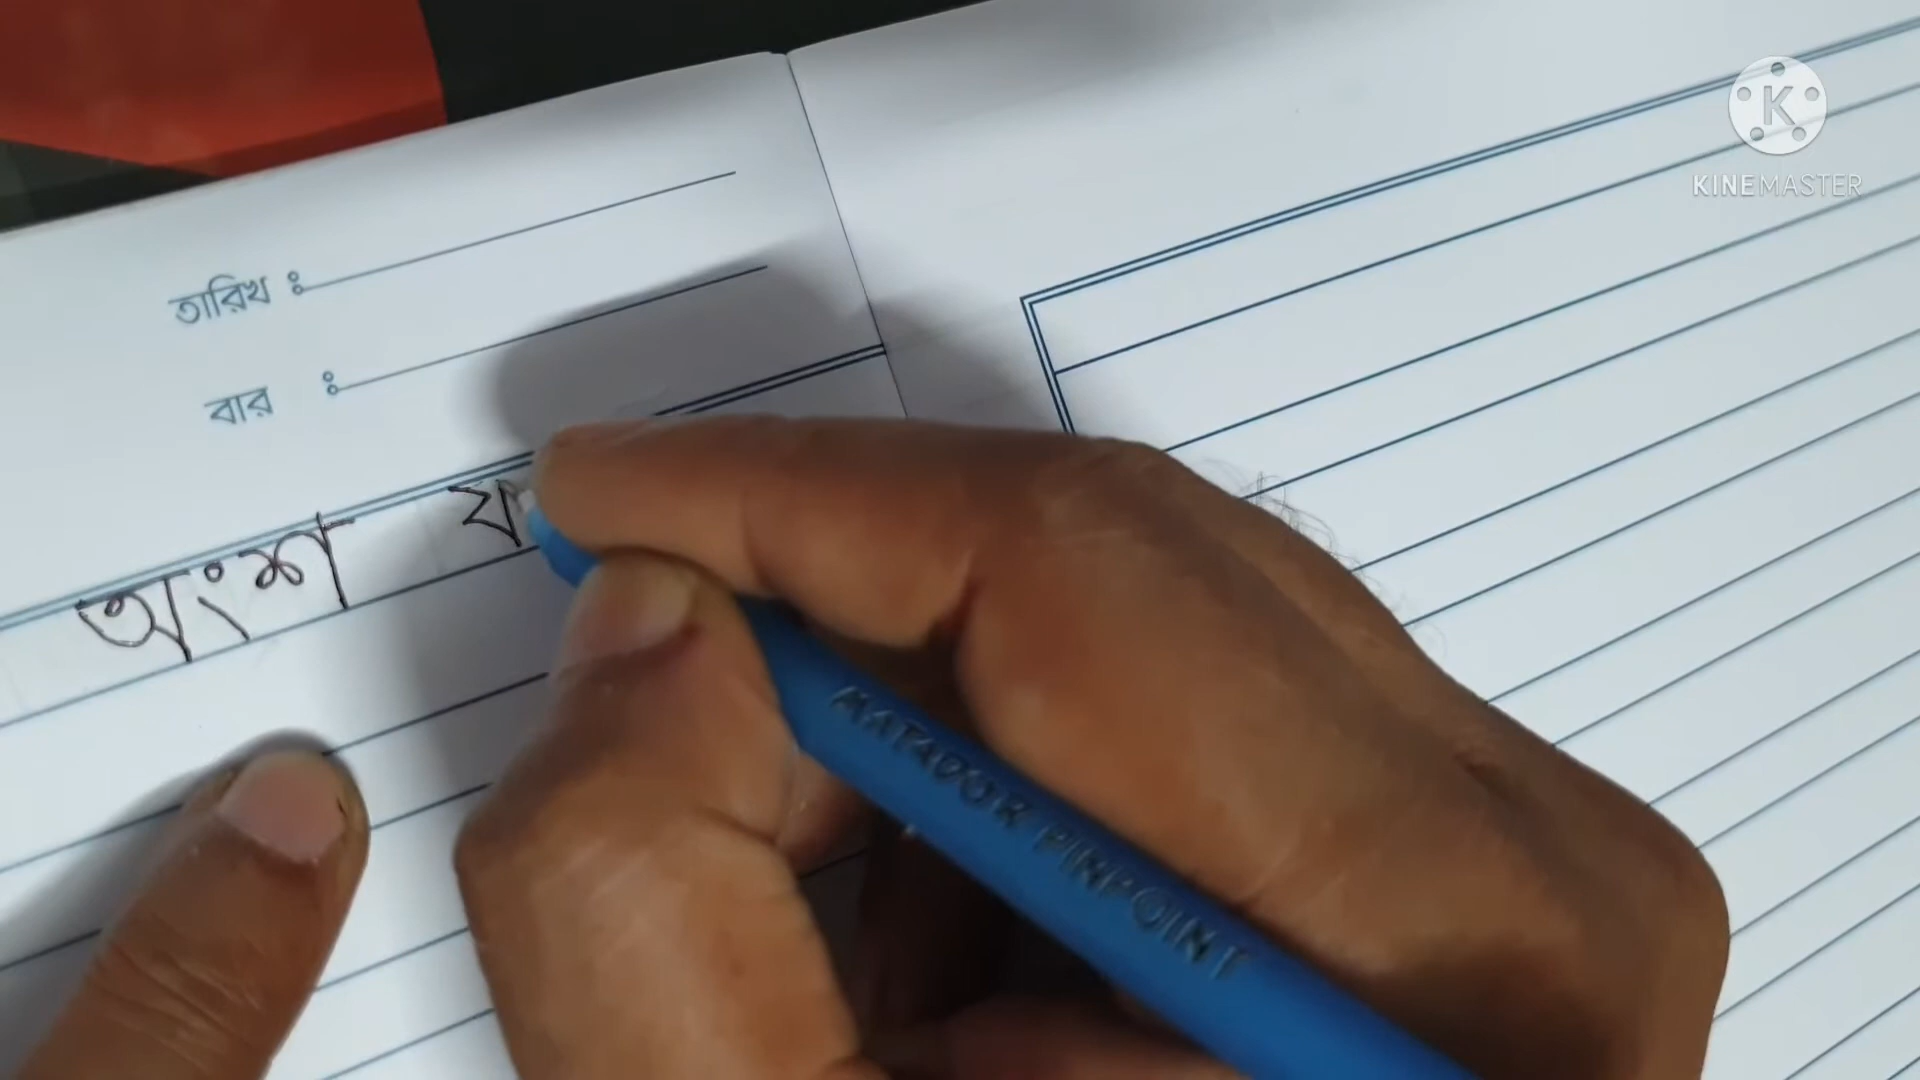 তারিখ ঃ
বার ঃ
অংশা
MATADOR PINPOINT
K
KINEMASTER